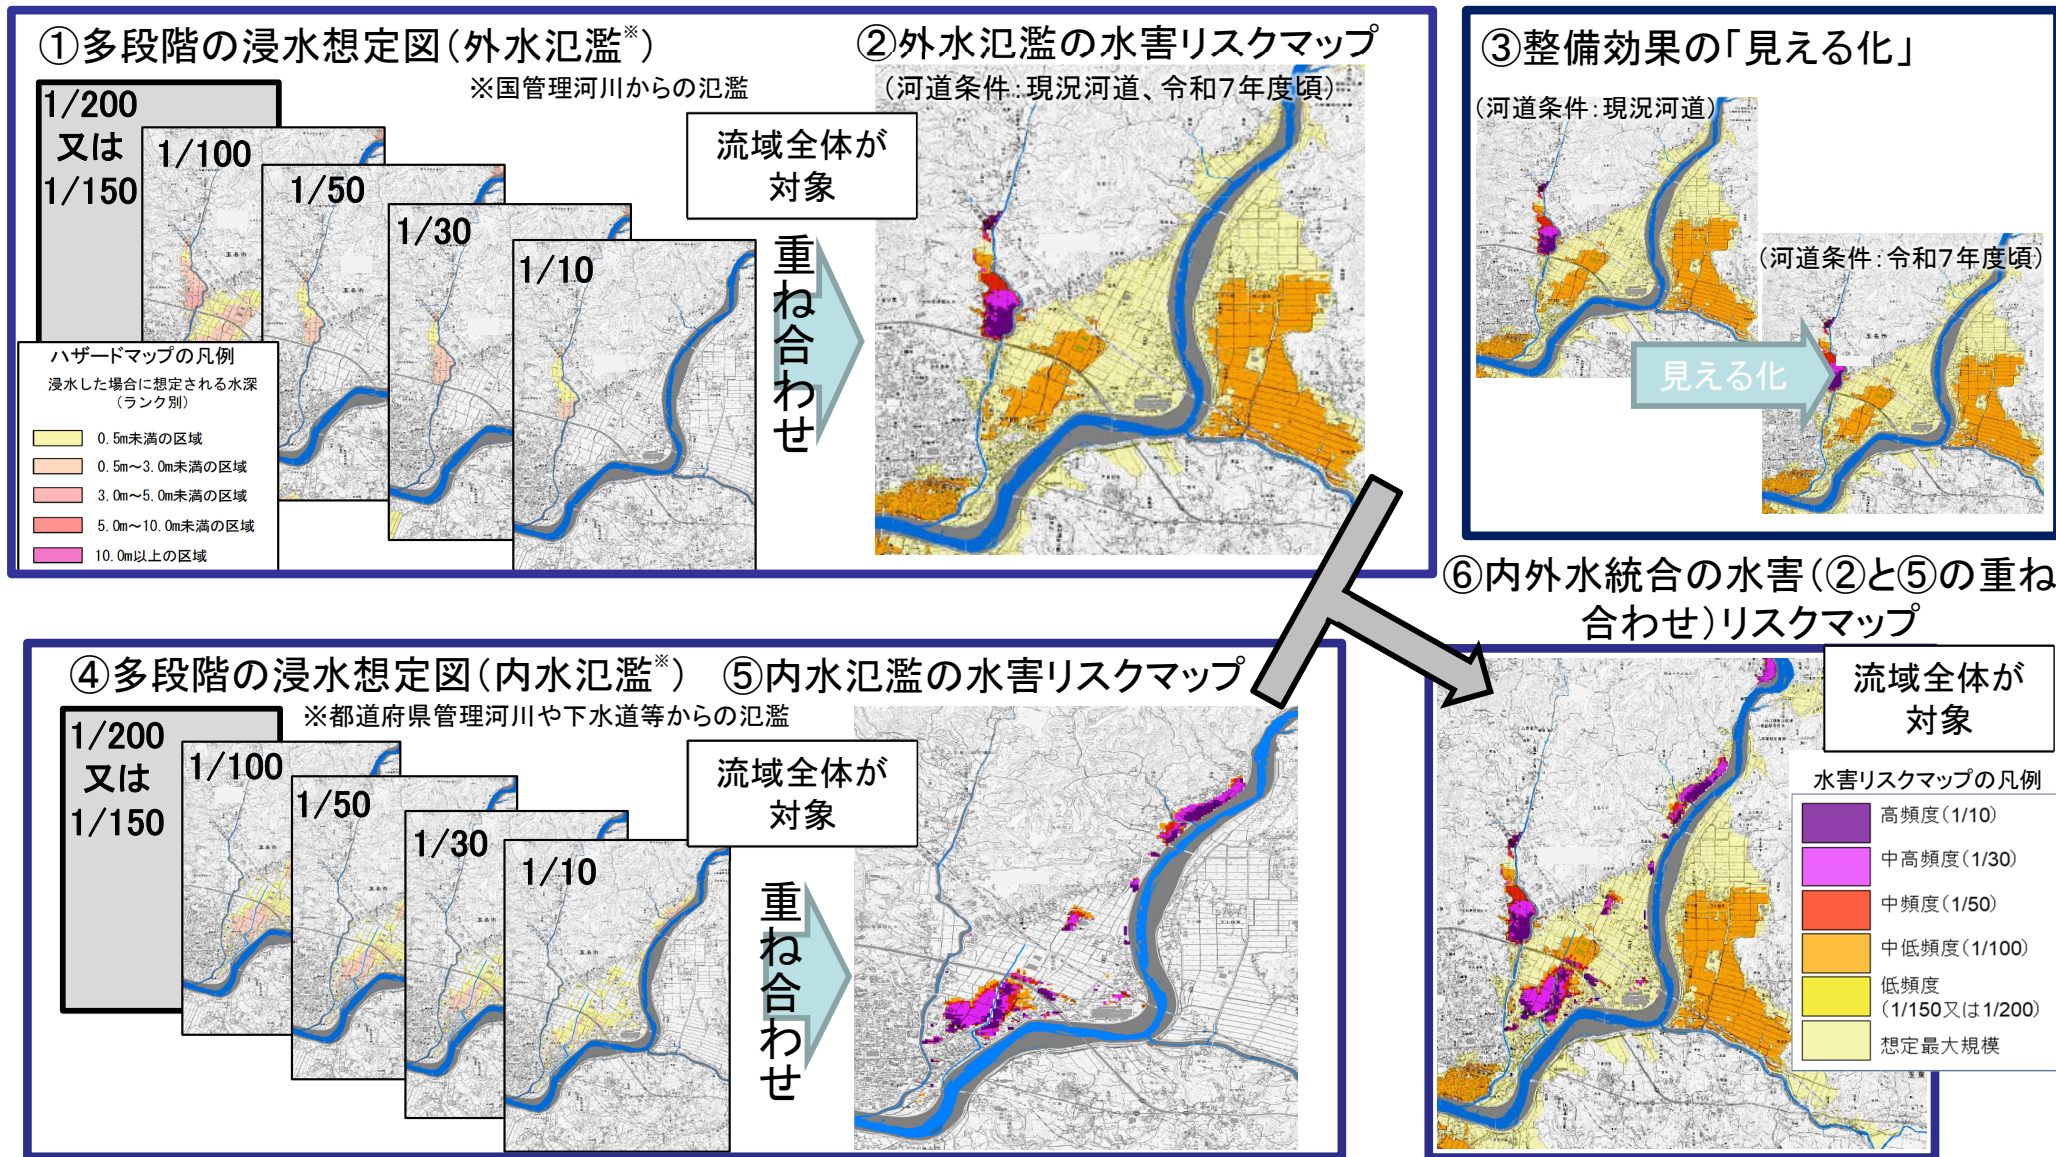 ①多段階の浸水想定図(外水氾濫※)
※国管理河川からの氾濫
1/200
又は
1/150
1/100
1/50
1/30
1/10
ハザードマップの凡例
浸水した場合に想定される水深
(ランク別)
0.5m未満の区域
0.5m～3.0m未満の区域
3.0m～5.0m未満の区域
5.0m～10.0m未満の区域
10.0m以上の区域
流域全体が
対象
重ね合わせ
②外水氾濫の水害リスクマップ
(河道条件:現況河道、令和7年度頃)
③整備効果の「見える化」
(河道条件:現況河道)
(河道条件:令和7年度頃)
見える化
④多段階の浸水想定図(内水氾濫※)
※都道府県管理河川や下水道等からの氾濫
1/200
又は
1/150
1/100
1/50
1/30
1/10
流域全体が
対象
重ね合わせ
⑤内水氾濫の水害リスクマップ
⑥内外水統合の水害(②と⑤の重ね
合わせ)リスクマップ
流域全体が
対象
水害リスクマップの凡例
高頻度(1/10)
中高頻度(1/30)
中頻度(1/50)
中低頻度(1/100)
低頻度
(1/150又は1/200)
想定最大規模